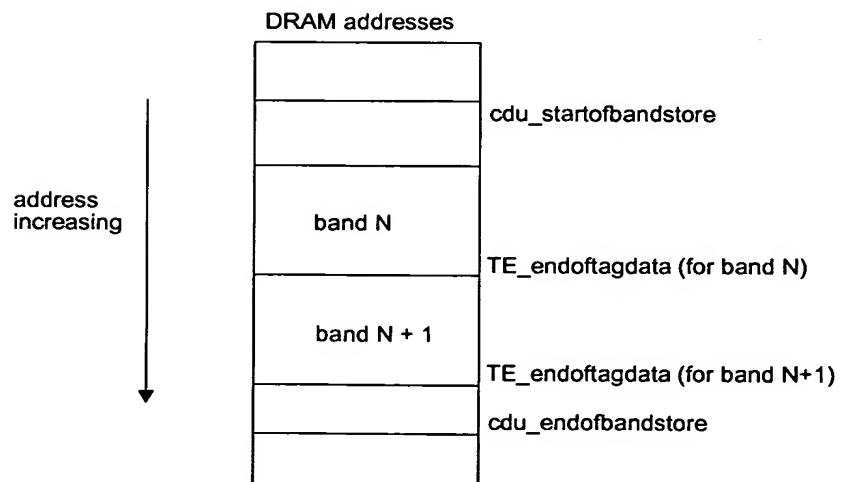 DRAM addresses
cdu_startofbandstore
address
increasing
band N
TE_endoftagdata (for band N)
band N + 1
TE_endoftagdata (for band N+1)
cdu_endofbandstore